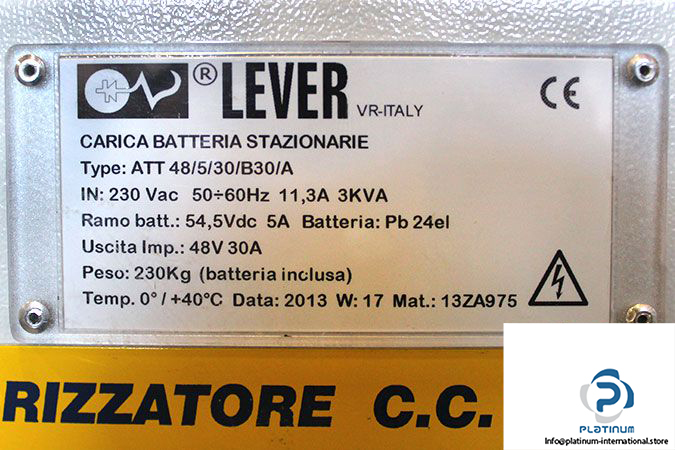 ® LEVER VR-ITALY CE
CARICA BATTERIA STAZIONARIE
Type: ATT 48/5/30/B30/A
IN: 230 Vac 50÷60Hz 11,3A 3KVA
Ramo batt.: 54,5Vdc 5A Batteria: Pb 24el
Uscita Imp.: 48V 30A
Peso: 230Kg (batteria inclusa)
Temp. 0° / +40°C Data: 2013 W: 17 Mat.: 13ZA975
RIZZATORE C.C.
PLATINUM
Info@platinum-international.store